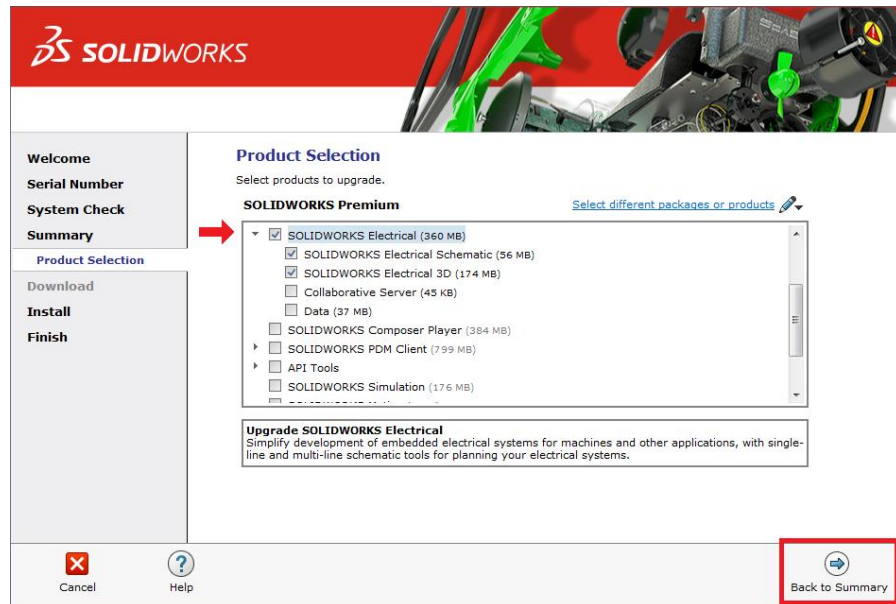 SOLIDWORKS
Welcome
Serial Number
System Check
Summary
Product Selection
Download
Install
Finish
Product Selection
Select products to upgrade.
SOLIDWORKS Premium
Select different packages or products
SOLIDWORKS Electrical (360 MB)
SOLIDWORKS Electrical Schematic (56 MB)
SOLIDWORKS Electrical 3D (174 MB)
Collaborative Server (45 KB)
Data (37 MB)
SOLIDWORKS Composer Player (384 MB)
SOLIDWORKS PDM Client (799 MB)
API Tools
SOLIDWORKS Simulation (176 MB)
Upgrade SOLIDWORKS Electrical
Simplify development of embedded electrical systems for machines and other applications, with single-
line and multi-line schematic tools for planning your electrical systems.
Cancel
Help
Back to Summary